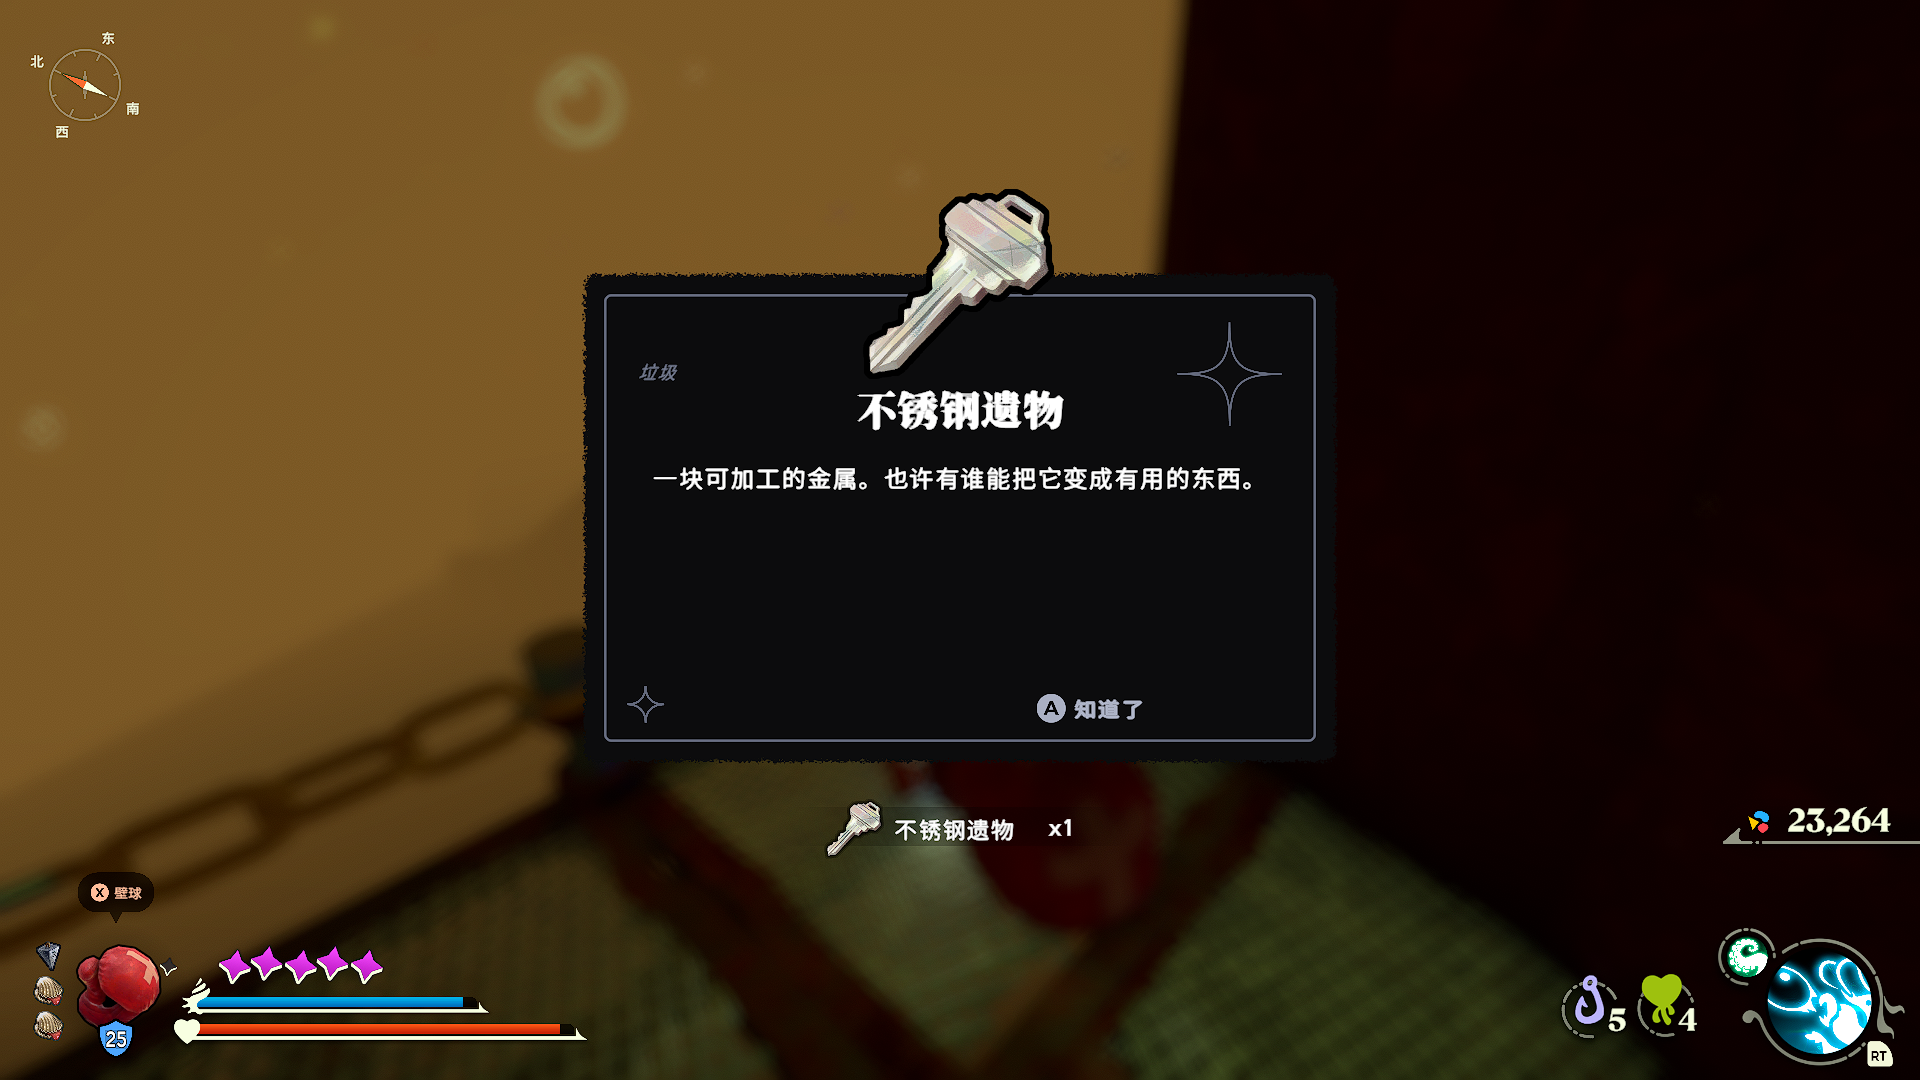 东
北
南
西
垃圾
不锈钢遗物
一块可加工的金属。也许有谁能把它变成有用的东西。
A 知道了
不锈钢遗物 x1
23,264
X 壁球
25
5
4
RT